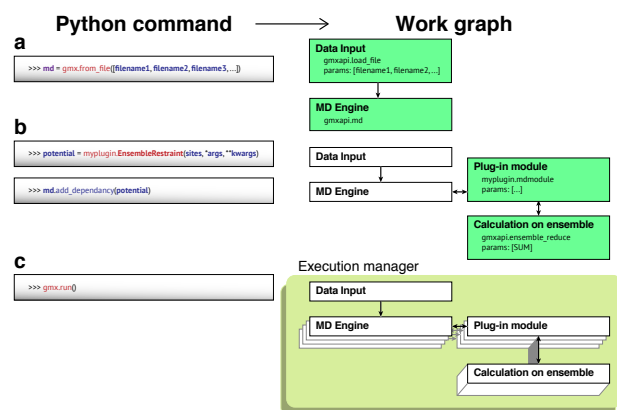 Python command
Work graph
a
>>> md = gmx.from_file([filename1, filename2, filename3, ...])
Data Input
gmxapi.load_file
params: [filename1, filename2,...]
MD Engine
gmxapi.md
b
>>> potential = myplugin.EnsembleRestraint(sites, *args, **kwargs)
>>> md.add_dependancy(potential)
Data Input
MD Engine
Plug-in module
myplugin.mdmodule
params: [...]
Calculation on ensemble
gmxapi.ensemble_reduce
params: [SUM]
c
>>> gmx.run()
Execution manager
Data Input
MD Engine
Plug-in module
Calculation on ensemble